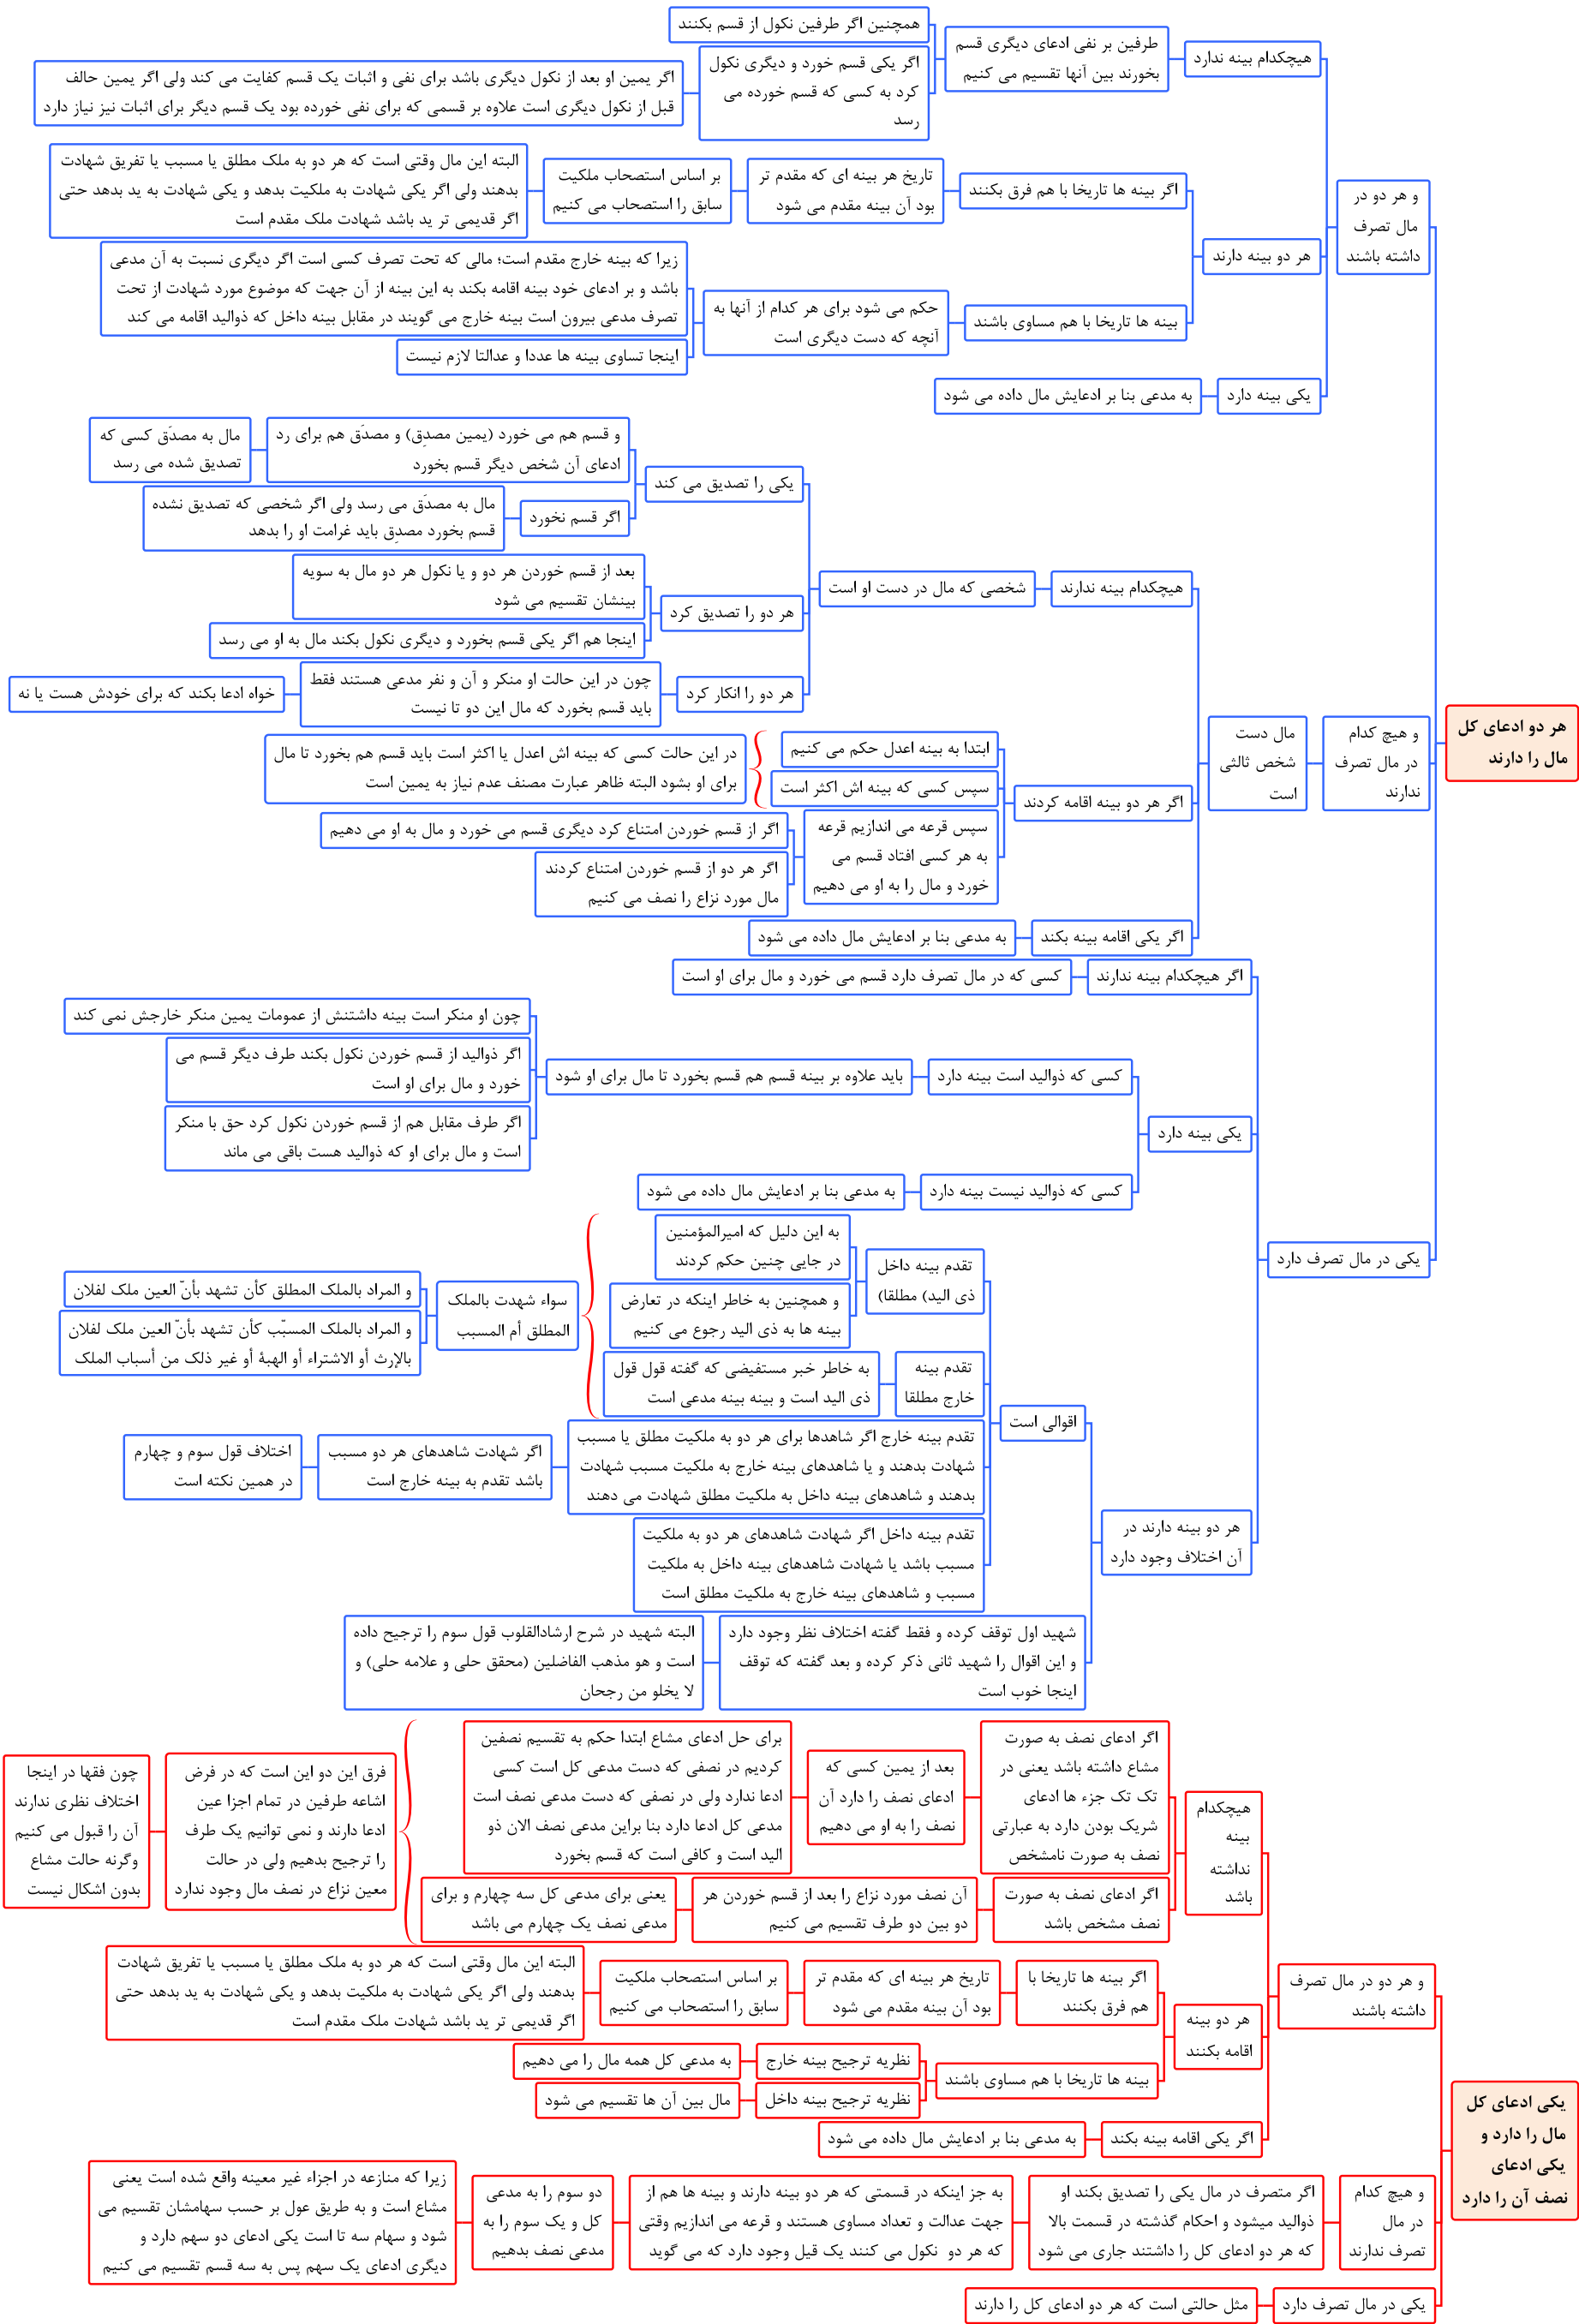 هر دو ادعای کل
مال را دارند
و هر دو در
مال تصرف
داشته باشند
هیچکدام بینه ندارد
طرفین بر نفی ادعای دیگری قسم
بخورند بین آنها تقسیم می کنیم
همچنین اگر طرفین نکول از قسم بکنند
اگر یکی قسم خورد و دیگری نکول
کرد به کسی که قسم خورده می
رسد
اگر یمین او بعد از نکول دیگری باشد برای نفی و اثبات یک قسم کفایت می کند ولی اگر یمین حالف
قبل از نکول دیگری است علاوه بر قسمی که برای نفی خورده بود یک قسم دیگر برای اثبات نیز نیاز دارد
هر دو بینه دارند
اگر بینه ها تاریخا با هم فرق بکنند
تاریخ هر بینه ای که مقدم تر
بود آن بینه مقدم می شود
بر اساس استصحاب ملکیت
سابق را استصحاب می کنیم
البته این مال وقتی است که هر دو به ملک مطلق یا مسبب یا تفریق شهادت
بدهند ولی اگر یکی شهادت به ملکیت بدهد و یکی شهادت به ید بدهد حتی
اگر قدیمی تر ید باشد شهادت ملک مقدم است
بینه ها تاریخا با هم مساوی باشند
حکم می شود برای هر کدام از آنها به
آنچه که دست دیگری است
زیرا که بینه خارج مقدم است؛ مالی که تحت تصرف کسی است اگر دیگری نسبت به آن مدعی
باشد و بر ادعای خود بینه اقامه بکند به این بینه از آن جهت که موضوع مورد شهادت از تحت
تصرف مدعی بیرون است بینه خارج می گویند در مقابل بینه داخل که ذوالید اقامه می کند
اینجا تساوی بینه ها عددا و عدالتا لازم نیست
یکی بینه دارد
به مدعی بنا بر ادعایش مال داده می شود
و هیچ کدام
در مال تصرف
ندارند
مال دست
شخص ثالثی
است
هیچکدام بینه ندارند
شخصی که مال در دست او است
یکی را تصدیق می کند
و قسم هم می خورد (یمین مصدِق) و مصدَق هم برای رد
ادعای آن شخص دیگر قسم بخورد
مال به مصدَق کسی که
تصدیق شده می رسد
اگر قسم نخورد
مال به مصدَق می رسد ولی اگر شخصی که تصدیق نشده
قسم بخورد مصدِق باید غرامت او را بدهد
هر دو را تصدیق کرد
بعد از قسم خوردن هر دو و یا نکول هر دو مال به سویه
بینشان تقسیم می شود
اینجا هم اگر یکی قسم بخورد و دیگری نکول بکند مال به او می رسد
هر دو را انکار کرد
چون در این حالت او منکر و آن و نفر مدعی هستند فقط
باید قسم بخورد که مال این دو تا نیست
خواه ادعا بکند که برای خودش هست یا نه
اگر هر دو بینه اقامه کردند
ابتدا به بینه اعدل حکم می کنیم
سپس کسی که بینه اش اکثر است
در این حالت کسی که بینه اش اعدل یا اکثر است باید قسم هم بخورد تا مال
برای او بشود البته ظاهر عبارت مصنف عدم نیاز به یمین است
سپس قرعه می اندازیم قرعه
به هر کسی افتاد قسم می
خورد و مال را به او می دهیم
اگر از قسم خوردن امتناع کرد دیگری قسم می خورد و مال به او می دهیم
اگر هر دو از قسم خوردن امتناع کردند
مال مورد نزاع را نصف می کنیم
اگر یکی اقامه بینه بکند
به مدعی بنا بر ادعایش مال داده می شود
یکی در مال تصرف دارد
اگر هیچکدام بینه ندارند
کسی که در مال تصرف دارد قسم می خورد و مال برای او است
یکی بینه دارد
کسی که ذوالید است بینه دارد
باید علاوه بر بینه قسم هم قسم بخورد تا مال برای او شود
چون او منکر است بینه داشتنش از عمومات یمین منکر خارجش نمی کند
اگر ذوالید از قسم خوردن نکول بکند طرف دیگر قسم می
خورد و مال برای او است
اگر طرف مقابل هم از قسم خوردن نکول کرد حق با منکر
است و مال برای او که ذوالید هست باقی می ماند
کسی که ذوالید نیست بینه دارد
به مدعی بنا بر ادعایش مال داده می شود
هر دو بینه دارند در
آن اختلاف وجود دارد
اقوالی است
تقدم بینه داخل
ذی الید) مطلقا)
به این دلیل که امیرالمؤمنین
در جایی چنین حکم کردند
و همچنین به خاطر اینکه در تعارض
بینه ها به ذی الید رجوع می کنیم
تقدم بینه
خارج مطلقا
به خاطر خبر مستفیضی که گفته قول قول
ذی الید است و بینه بینه مدعی است
سواء شهدت بالملک
المطلق أم المسبب
و المراد بالملک المطلق کأن تشهد بأنّ العین ملک لفلان
و المراد بالملک المسبّب کأن تشهد بأنّ العین ملک لفلان
بالإرث أو الاشتراء أو الهبة أو غیر ذلک من أسباب الملک
تقدم بینه خارج اگر شاهدها برای هر دو به ملکیت مطلق یا مسبب
شهادت بدهند و یا شاهدهای بینه خارج به ملکیت مسبب شهادت
بدهند و شاهدهای بینه داخل به ملکیت مطلق شهادت می دهند
اگر شهادت شاهدهای هر دو مسبب
باشد تقدم به بینه خارج است
اختلاف قول سوم و چهارم
در همین نکته است
تقدم بینه داخل اگر شهادت شاهدهای هر دو به ملکیت
مسبب باشد یا شهادت شاهدهای بینه داخل به ملکیت
مسبب و شاهدهای بینه خارج به ملکیت مطلق است
شهید اول توقف کرده و فقط گفته اختلاف نظر وجود دارد
و این اقوال را شهید ثانی ذکر کرده و بعد گفته که توقف
اینجا خوب است
البته شهید در شرح ارشادالقلوب قول سوم را ترجیح داده
است و هو مذهب الفاضلین (محقق حلی و علامه حلی) و
لا یخلو من رجحان
یکی ادعای کل
مال را دارد و
یکی ادعای
نصف آن را دارد
و هر دو در مال تصرف
داشته باشند
هیچکدام
بینه
نداشته
باشد
اگر ادعای نصف به صورت
مشاع داشته باشد یعنی در
تک تک جزء ها ادعای
شریک بودن دارد به عبارتی
نصف به صورت نامشخص
بعد از یمین کسی که
ادعای نصف را دارد آن
نصف را به او می دهیم
برای حل ادعای مشاع ابتدا حکم به تقسیم نصفین
کردیم در نصفی که دست مدعی کل است کسی
ادعا ندارد ولی در نصفی که دست مدعی نصف است
مدعی کل ادعا دارد بنا براین مدعی نصف الان ذو
الید است و کافی است که قسم بخورد
اگر ادعای نصف به صورت
نصف مشخص باشد
آن نصف مورد نزاع را بعد از قسم خوردن هر
دو بین دو طرف تقسیم می کنیم
یعنی برای مدعی کل سه چهارم و برای
مدعی نصف یک چهارم می باشد
فرق این دو این است که در فرض
اشاعه طرفین در تمام اجزا عین
ادعا دارند و نمی توانیم یک طرف
را ترجیح بدهیم ولی در حالت
معین نزاع در نصف مال وجود ندارد
چون فقها در اینجا
اختلاف نظری ندارند
آن را قبول می کنیم
وگرنه حالت مشاع
بدون اشکال نیست
هر دو بینه
اقامه بکنند
اگر بینه ها تاریخا با
هم فرق بکنند
تاریخ هر بینه ای که مقدم تر
بود آن بینه مقدم می شود
بر اساس استصحاب ملکیت
سابق را استصحاب می کنیم
البته این مال وقتی است که هر دو به ملک مطلق یا مسبب یا تفریق شهادت
بدهند ولی اگر یکی شهادت به ملکیت بدهد و یکی شهادت به ید بدهد حتی
اگر قدیمی تر ید باشد شهادت ملک مقدم است
بینه ها تاریخا با هم مساوی باشند
نظریه ترجیح بینه خارج
به مدعی کل همه مال را می دهیم
نظریه ترجیح بینه داخل
مال بین آن ها تقسیم می شود
اگر یکی اقامه بینه بکند
به مدعی بنا بر ادعایش مال داده می شود
و هیچ کدام
در مال
تصرف ندارند
اگر متصرف در مال یکی را تصدیق بکند او
ذوالید میشود و احکام گذشته در قسمت بالا
که هر دو ادعای کل را داشتند جاری می شود
به جز اینکه در قسمتی که هر دو بینه دارند و بینه ها هم از
جهت عدالت و تعداد مساوی هستند و قرعه می اندازیم وقتی
که هر دو نکول می کنند یک قیل وجود دارد که می گوید
دو سوم را به مدعی
کل و یک سوم را به
مدعی نصف بدهیم
زیرا که منازعه در اجزاء غیر معینه واقع شده است یعنی
مشاع است و به طریق عول بر حسب سهامشان تقسیم می
شود و سهام سه تا است یکی ادعای دو سهم دارد و
دیگری ادعای یک سهم پس به سه قسم تقسیم می کنیم
یکی در مال تصرف دارد
مثل حالتی است که هر دو ادعای کل را دارند